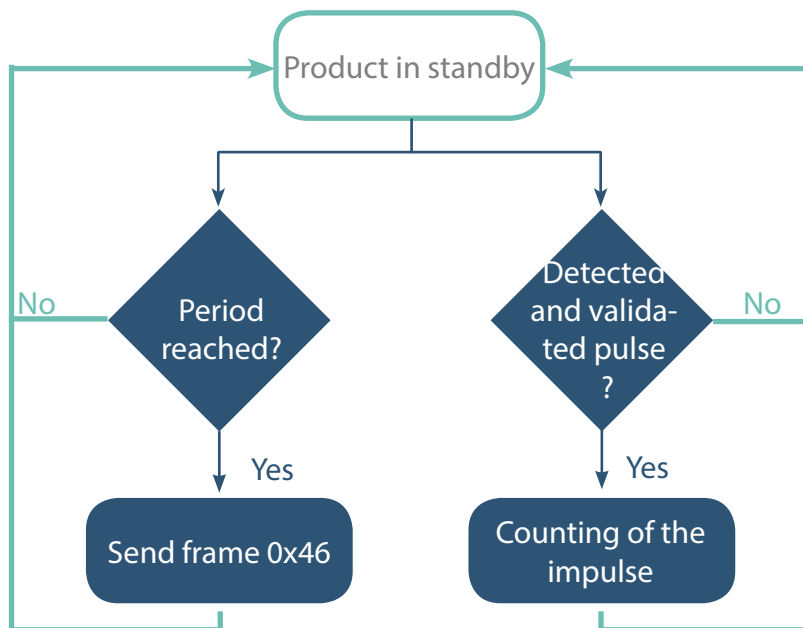 Product in standby
No
Period
reached?
Detected
and valida-
ted pulse
?
No
Yes
Yes
Send frame 0x46
Counting of the
impulse